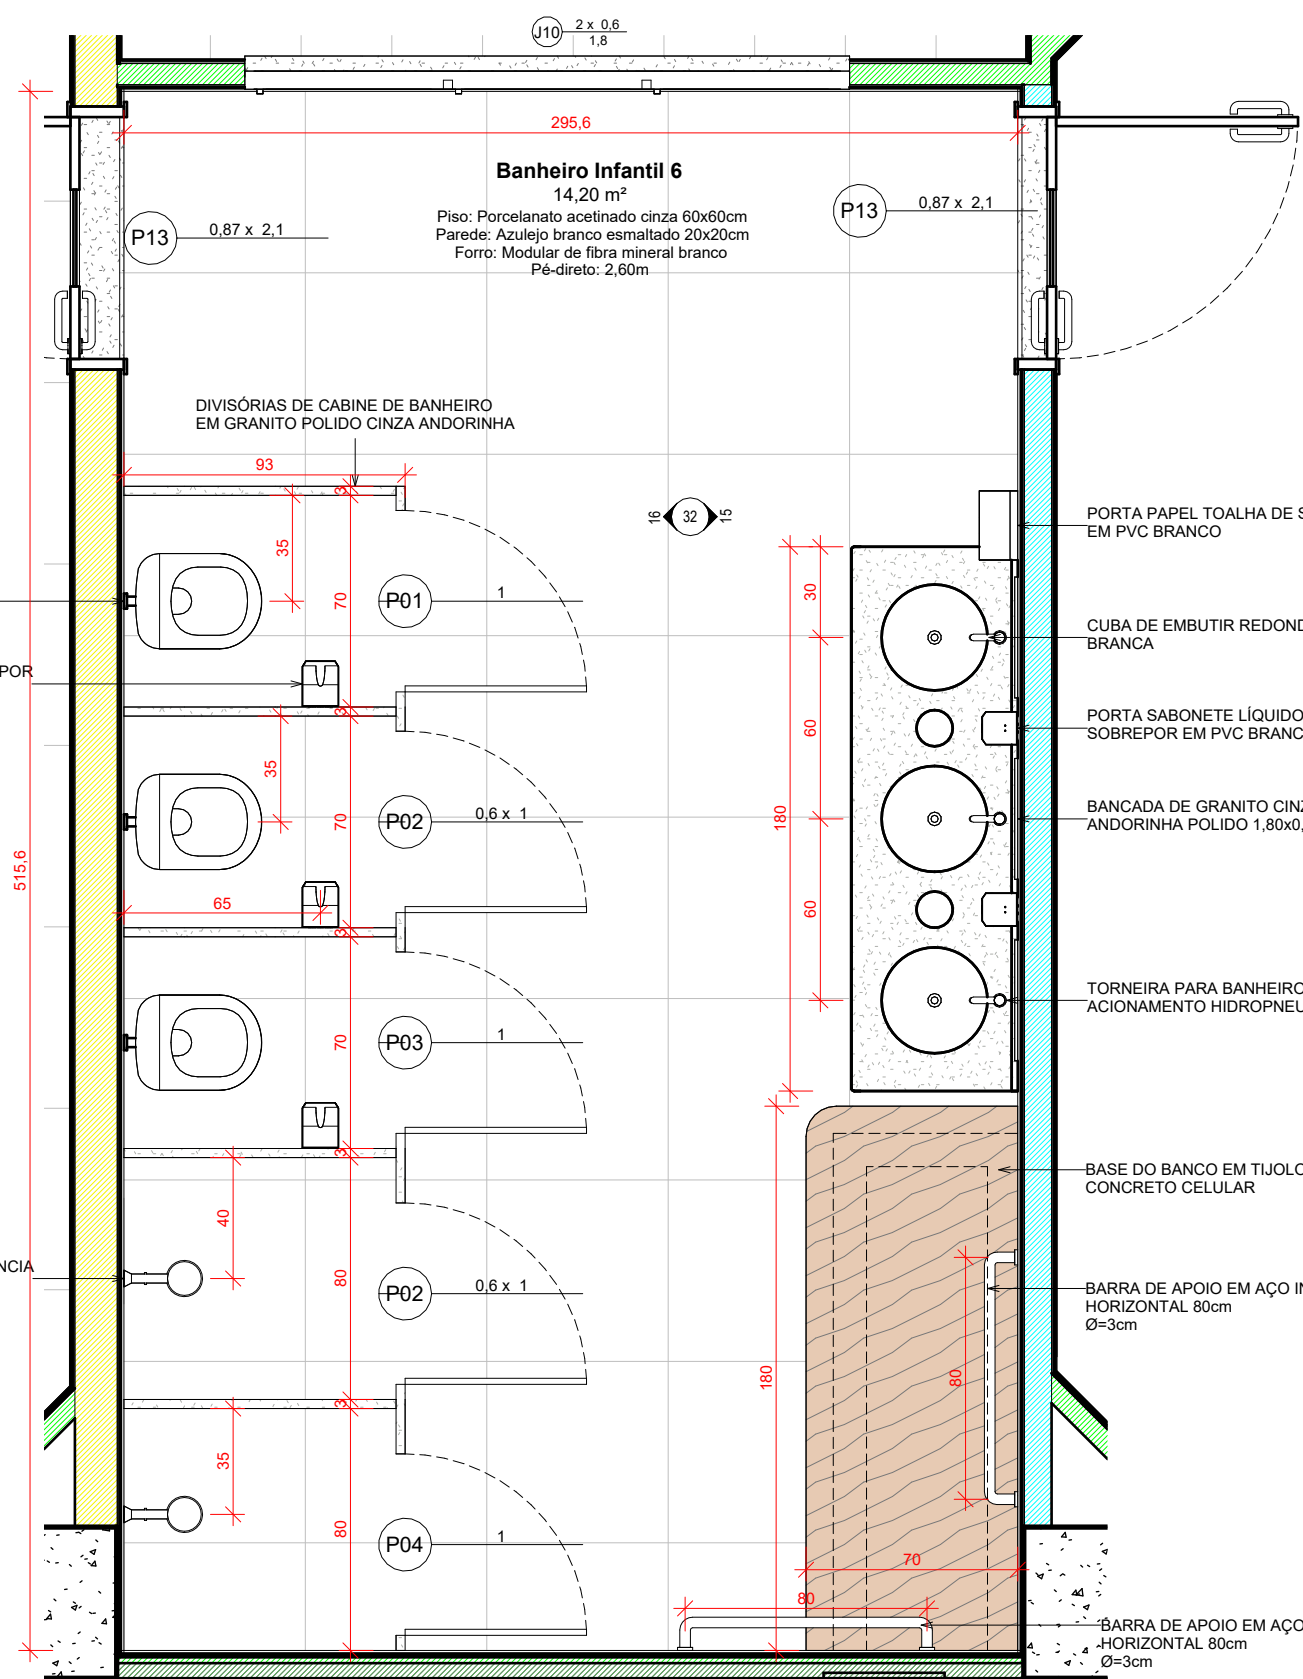 J10
2 x 0,6
1,8
295,6
Banheiro Infantil 6
14,20 m²
Piso: Porcelanato acetinado cinza 60x60cm
Parede: Azulejo branco esmaltado 20x20cm
Forro: Modular de fibra mineral branco
Pé-direto: 2,60m
P13
0,87 x 2,1
P13
0,87 x 2,1
DIVISÓRIAS DE CABINE DE BANHEIRO
EM GRANITO POLIDO CINZA ANDORINHA
93
3
35
70
P01
1
16
32
15
PORTA PAPEL TOALHA DE S
EM PVC BRANCO
30
CUBA DE EMBUTIR REDOND
BRANCA
POR
3
35
70
P02
0,6 x 1
60
180
PORTA SABONETE LÍQUIDO
SOBREPOR EM PVC BRANC
BANCADA DE GRANITO CINZ
ANDORINHA POLIDO 1,80x0,
515,6
65
3
60
70
P03
1
TORNEIRA PARA BANHEIRO
ACIONAMENTO HIDROPNEU
3
40
80
NCIA
P02
0,6 x 1
BASE DO BANCO EM TIJOLO
CONCRETO CELULAR
BARRA DE APOIO EM AÇO IN
HORIZONTAL 80cm
Ø=3cm
180
80
3
35
80
P04
1
70
80
BARRA DE APOIO EM AÇO
HORIZONTAL 80cm
Ø=3cm